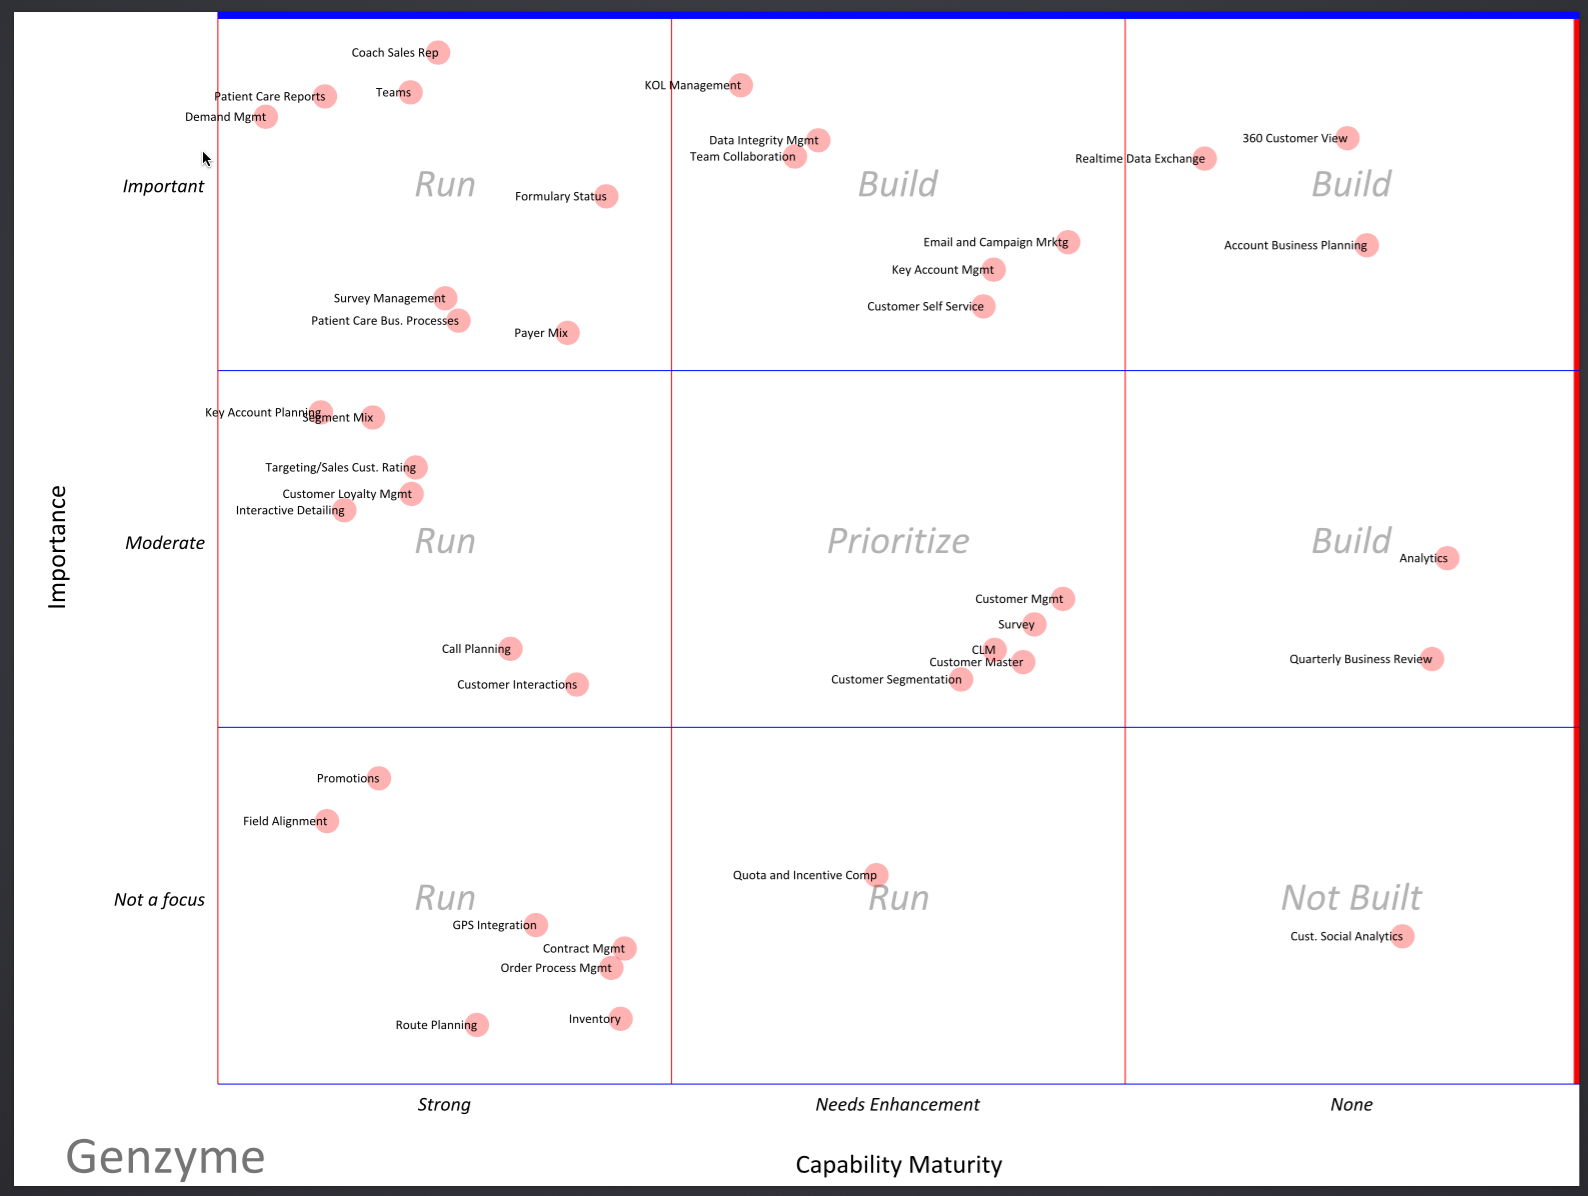 Coach Sales Rep
KOL Management
Teams
Patient Care Reports
Demand Mgmt
360 Customer View
Data Integrity Mgmt
Team Collaboration
Realtime Data Exchange
Important
Run
Build
Build
Formulary Status
Email and Campaign Mrktg
Account Business Planning
Key Account Mgmt
Survey Management
Customer Self Service
Patient Care Bus. Processes
Payer Mix
Key Account Planning
Segment Mix
Targeting/Sales Cust. Rating
Customer Loyalty Mgmt
Interactive Detailing
Importance
Moderate
Run
Prioritize
Build
Analytics
Customer Mgmt
Survey
Call Planning
CLM
Customer Master
Quarterly Business Review
Customer Segmentation
Customer Interactions
Promotions
Field Alignment
Quota and Incentive Comp
Not a focus
Run
Run
Not Built
GPS Integration
Cust. Social Analytics
Contract Mgmt
Order Process Mgmt
Inventory
Route Planning
Strong
Needs Enhancement
None
Genzyme
Capability Maturity